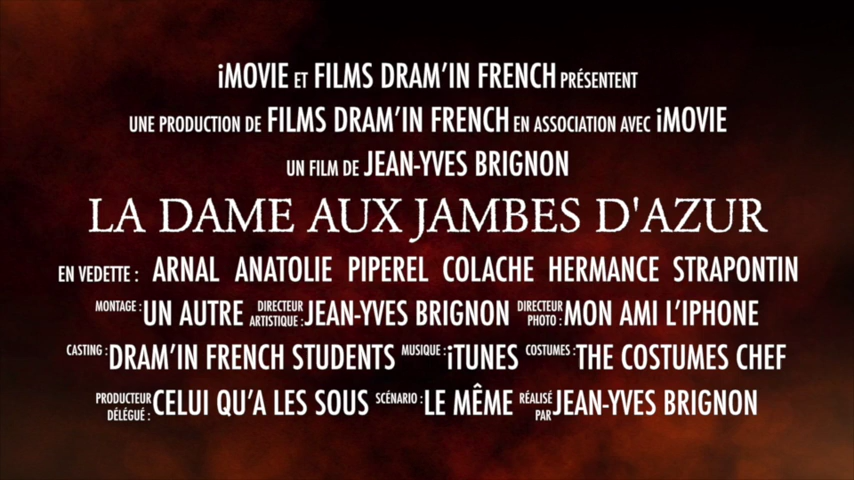 iMOVIE ET FILMS DRAM'IN FRENCH PRÉSENTENT
UNE PRODUCTION DE FILMS DRAM'IN FRENCH EN ASSOCIATION AVEC iMOVIE
UN FILM DE JEAN-YVES BRIGNON
LA DAME AUX JAMBES D'AZUR
EN VEDETTE : ARNAL ANATOLIE PIPEREL COLACHE HERMANCE STRAPONTIN
MONTAGE : UN AUTRE DIRECTEUR ARTISTIQUE : JEAN-YVES BRIGNON DIRECTEUR PHOTO : MON AMI L'IPHONE
CASTING : DRAM'IN FRENCH STUDENTS MUSIQUE : iTUNES COSTUMES : THE COSTUMES CHEF
PRODUCTEUR DÉLÉGUÉ : CELUI QU'A LES SOUS SCÉNARIO : LE MÊME RÉALISÉ PAR JEAN-YVES BRIGNON